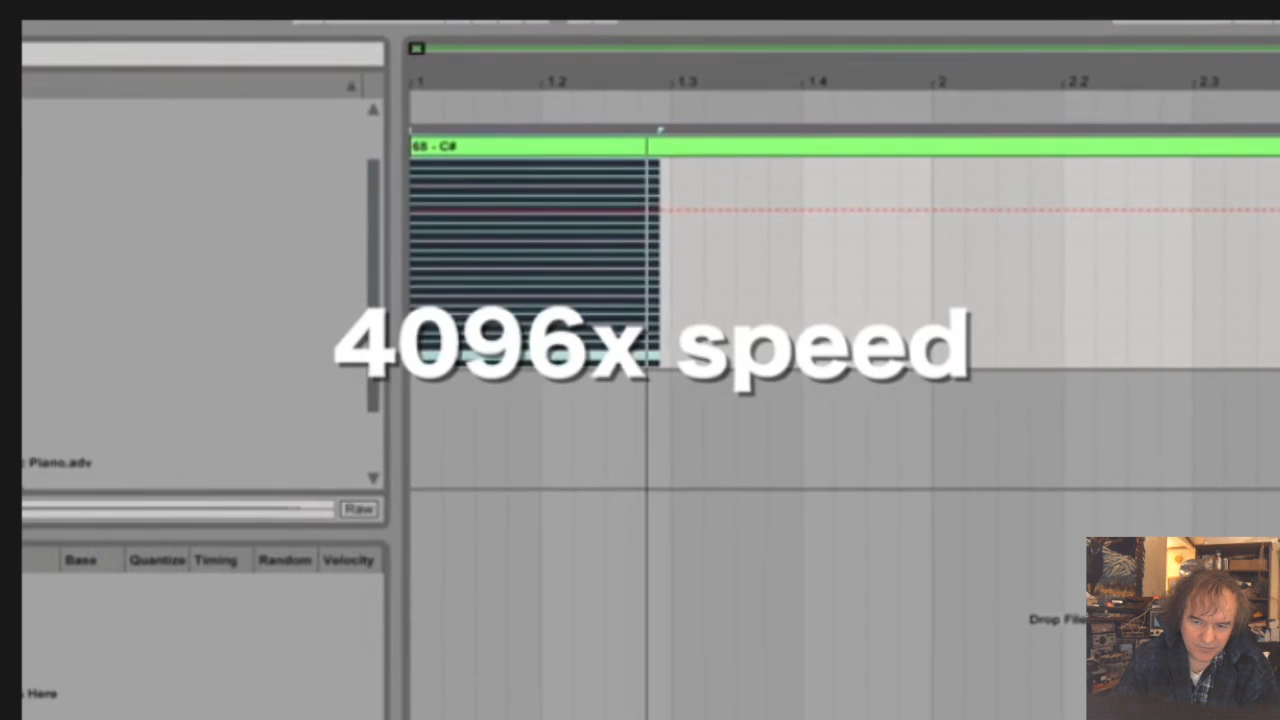 1 1.2 1.3 1.4 2 2.2 2.3
68 - C#
4096x speed
: Piano.adv
Raw
Base Quantize Timing Random Velocity
Drop File
Here